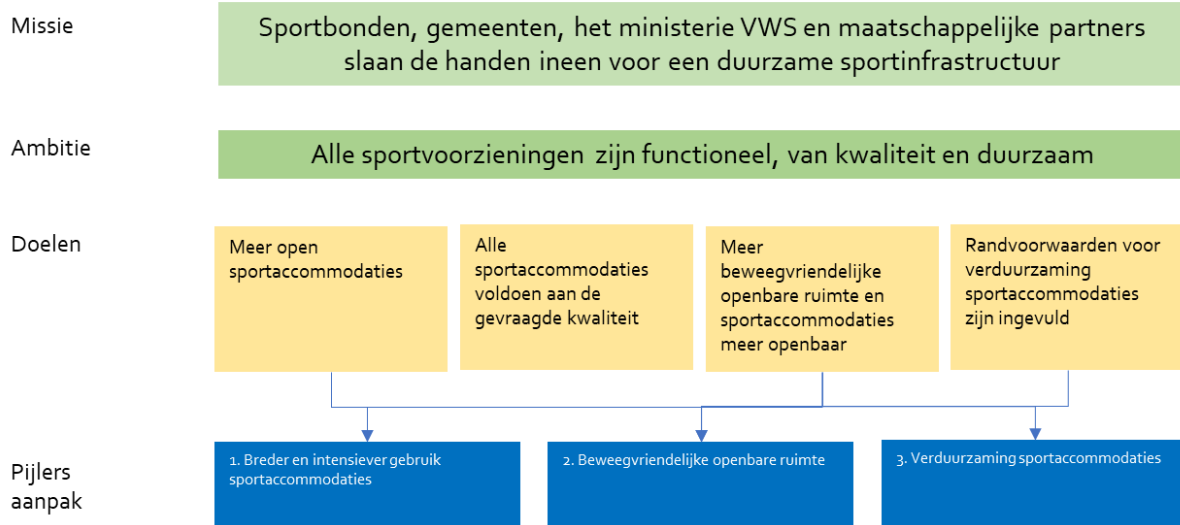 Missie
Sportbonden, gemeenten, het ministerie VWS en maatschappelijke partners
slaan de handen ineen voor een duurzame sportinfrastructuur
Ambitie
Alle sportvoorzieningen zijn functioneel, van kwaliteit en duurzaam
Doelen
Meer open
sportaccommodaties
Alle
sportaccommodaties
voldoen aan de
gevraagde kwaliteit
Meer
beweegvriendelijke
openbare ruimte en
sportaccommodaties
meer openbaar
Randvoorwaarden voor
verduurzaming
sportaccommodaties
zijn ingevuld
Pijlers
aanpak
1. Breder en intensiever gebruik
sportaccommodaties
2. Beweegvriendelijke openbare ruimte
3. Verduurzaming sportaccommodaties